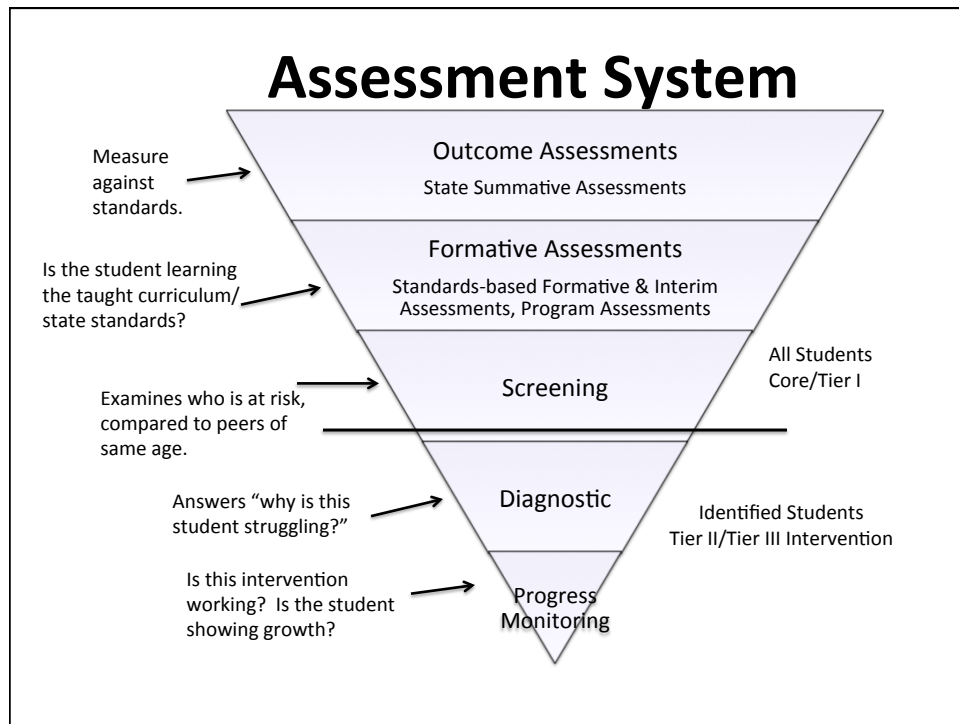 Assessment System
Measure
against
standards.
Outcome Assessments
State Summative Assessments
Is the student learning
the taught curriculum/
state standards?
Formative Assessments
Standards-based Formative & Interim
Assessments, Program Assessments
Examines who is at risk,
compared to peers of
same age.
Screening
All Students
Core/Tier I
Answers “why is this
student struggling?”
Diagnostic
Identified Students
Tier II/Tier III Intervention
Is this intervention
working?  Is the student
showing growth?
Progress
Monitoring